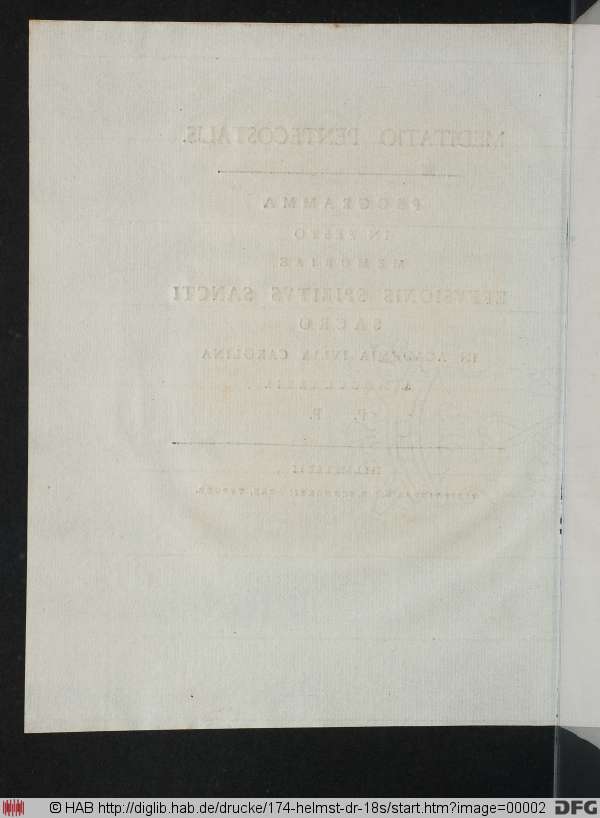 MEDITATIO PENTECOSTALIS.
PROGRAMMA
IN FESTO
MEMORIAE
EFFVSIONIS SPIRITVS SANCTI
SACRO
IN ACADEMIA IVLIA CAROLINA
P. P.
© HAB http://diglib.hab.de/drucke/174-helmst-dr-18s/start.htm?image=00002
DFG